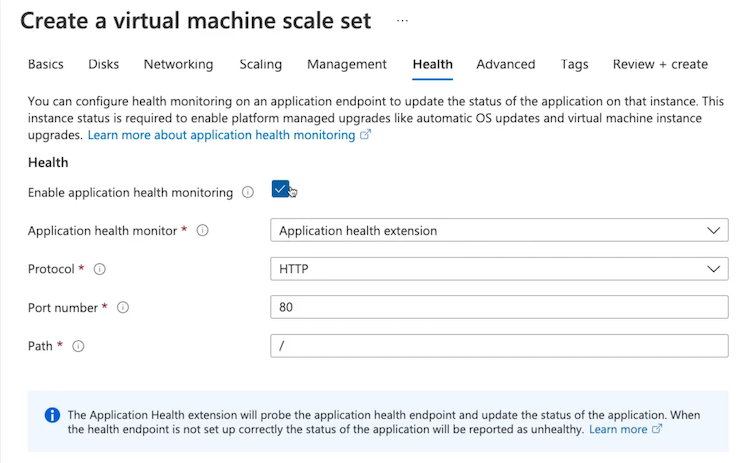 Create a virtual machine scale set ...
Basics Disks Networking Scaling Management Health Advanced Tags Review + create
You can configure health monitoring on an application endpoint to update the status of the application on that instance. This
instance status is required to enable platform managed upgrades like automatic OS updates and virtual machine instance
upgrades. Learn more about application health monitoring
Health
Enable application health monitoring
Application health monitor * Application health extension
Protocol * HTTP
Port number * 80
Path * /
The Application Health extension will probe the application health endpoint and update the status of the application. When
the health endpoint is not set up correctly the status of the application will be reported as unhealthy. Learn more